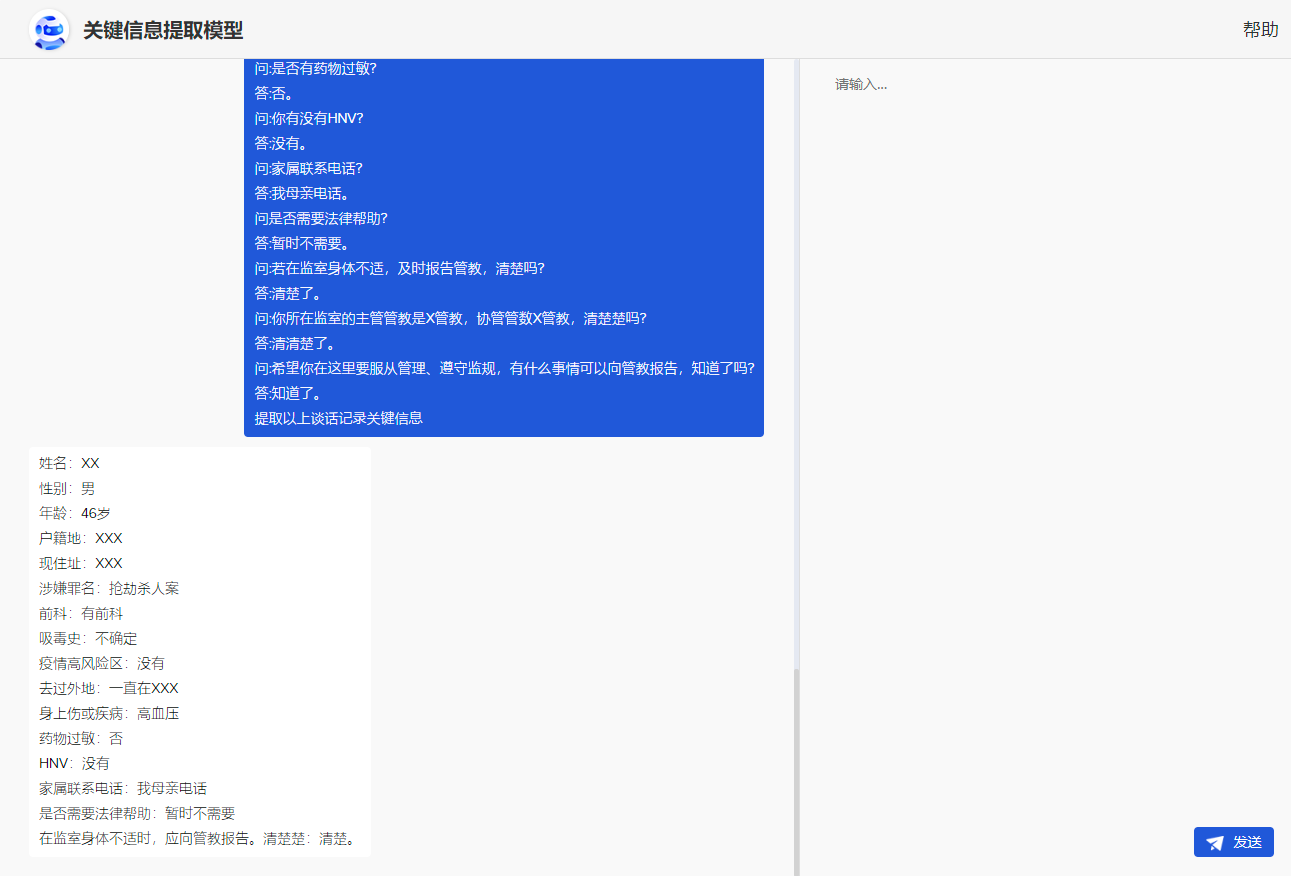 关键信息提取模型
帮助
问:是否有药物过敏?
答:否。
问:你有没有HNV?
答:没有。
问:家属联系电话?
答:我母亲电话。
问是否需要法律帮助?
答:暂时不需要。
问:若在监室身体不适，及时报告管教，清楚吗?
答:清楚了。
问:你所在监室的主管管教是X管教，协管管数X管教，清楚楚吗?
答:清清楚了。
问:希望你在这里要服从管理、遵守监规，有什么事情可以向管教报告，知道了吗?
答:知道了。
提取以上谈话记录关键信息
姓名：XX
性别：男
年龄：46岁
户籍地：XXX
现住址：XXX
涉嫌罪名：抢劫杀人案
前科：有前科
吸毒史：不确定
疫情高风险区：没有
去过外地：一直在XXX
身上伤或疾病：高血压
药物过敏：否
HNV：没有
家属联系电话：我母亲电话
是否需要法律帮助：暂时不需要
在监室身体不适时，应向管教报告。清楚楚：清楚。
请输入...
发送